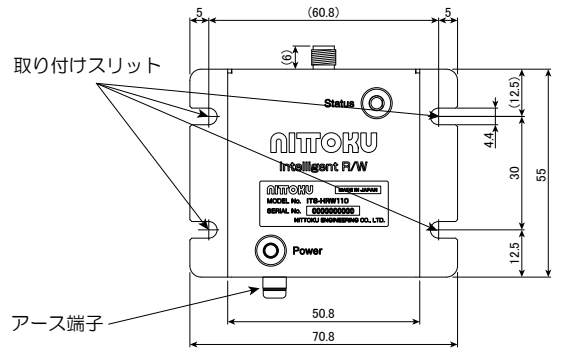 5
(60.8)
5
(6)
取り付けスリット
Status
(12.5)
4.4
NITTOKU
Intelligent R/W
30
55
NITTOKU MADE IN JAPAN
MODEL No. ITS-HRW110
SERIAL No. 0000000000
NITTOKU ENGINEERING CO., LTD.
Power
12.5
アース端子
50.8
70.8